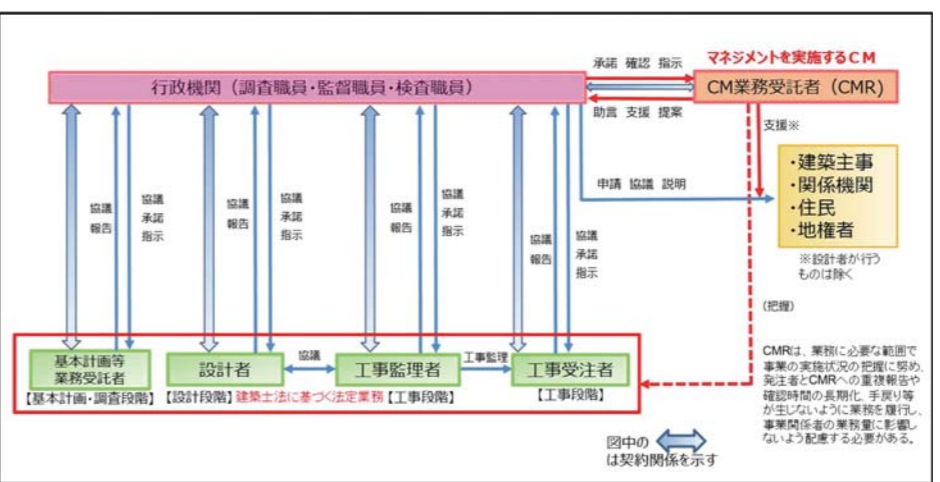 マネジメントを実施するCM
行政機関（調査職員・監督職員・検査職員）
承諾 確認 指示
CM業務受託者（CMR）
助言 支援 提案
支援※
・建築主事
・関係機関
・住民
・地権者
申請 協議 説明
※設計者が行う
ものは除く
協議
報告
協議
承諾
指示
協議
報告
協議
承諾
指示
協議
報告
協議
承諾
指示
協議
報告
協議
承諾
指示
(把握)
基本計画等
業務受託者
【基本計画・調査段階】
設計者
【設計段階】
協議
建築士法に基づく法定業務
工事監理者
【工事段階】
工事監理
工事受注者
【工事段階】
CMRは、業務に必要な範囲で
事業の実施状況の把握に努め、
発注者とCMRへの重複報告や
確認時間の長期化、手戻り等
が生じないように業務を履行し、
事業関係者の業務量に影響し
ないよう配慮する必要がある。
図中の
は契約関係を示す